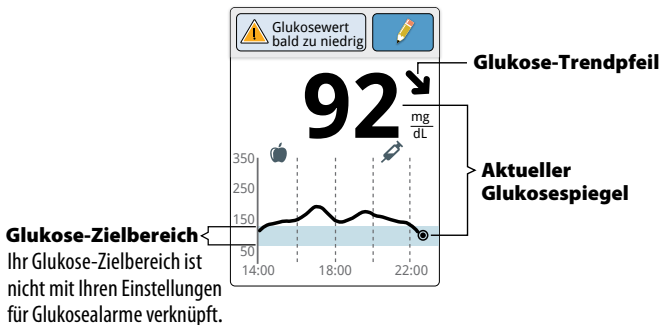 Glukosewert
bald zu niedrig
Glukose-Trendpfeil
92
mg
dL
350
250
150
50
14:00 18:00 22:00
Aktueller
Glukosespiegel
Glukose-Zielbereich
Ihr Glukose-Zielbereich ist
nicht mit Ihren Einstellungen
für Glukosealarme verknüpft.